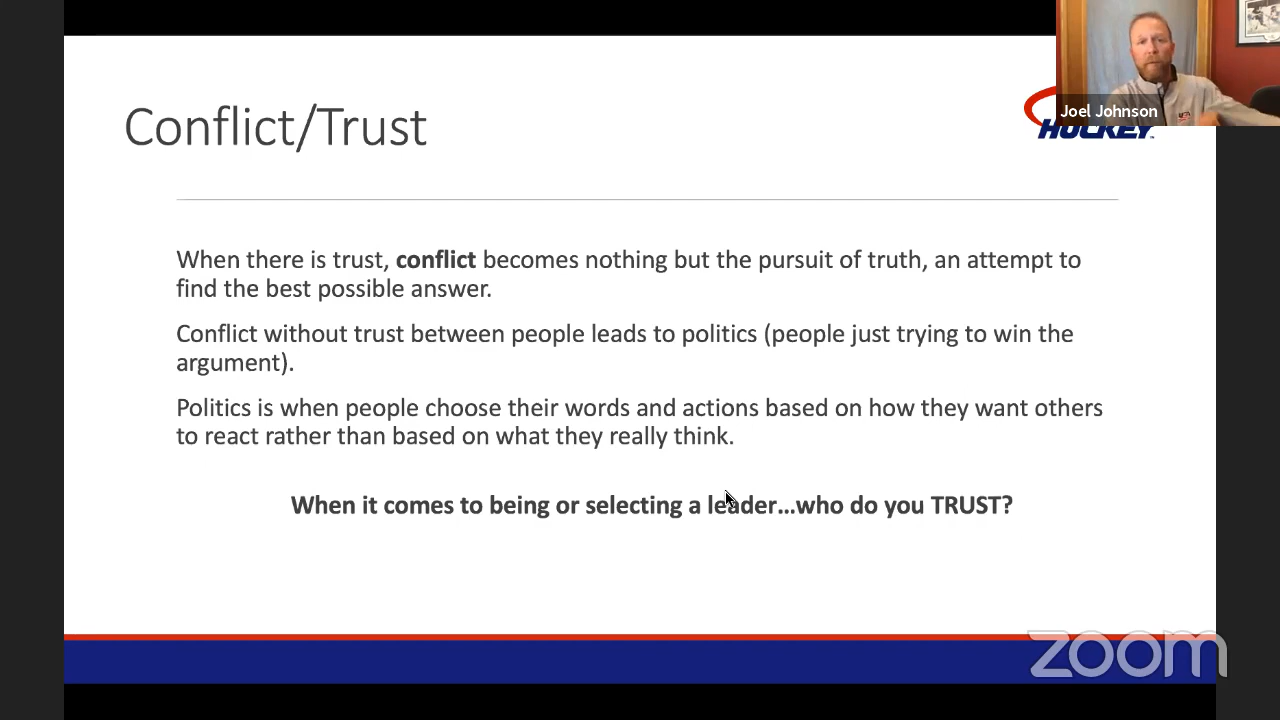 Conflict/Trust
Joel Johnson
HOCKEY
When there is trust, conflict becomes nothing but the pursuit of truth, an attempt to
find the best possible answer.
Conflict without trust between people leads to politics (people just trying to win the
argument).
Politics is when people choose their words and actions based on how they want others
to react rather than based on what they really think.
When it comes to being or selecting a leader…who do you TRUST?
zoom